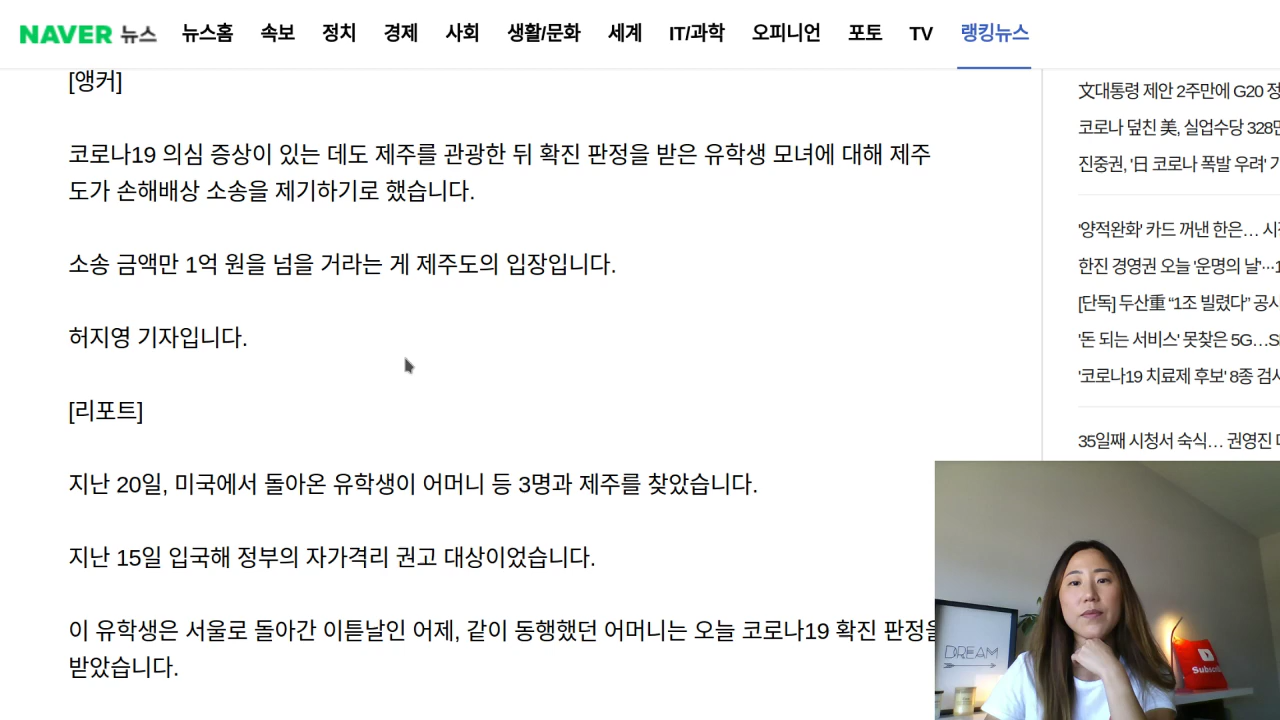 NAVER 뉴스 뉴스홈 속보 정치 경제 사회 생활/문화 세계 IT/과학 오피니언 포토 TV 랭킹뉴스
[앵커]
코로나19 의심 증상이 있는 데도 제주를 관광한 뒤 확진 판정을 받은 유학생 모녀에 대해 제주
도가 손해배상 소송을 제기하기로 했습니다.
소송 금액만 1억 원을 넘을 거라는 게 제주도의 입장입니다.
허지영 기자입니다.
[리포트]
지난 20일, 미국에서 돌아온 유학생이 어머니 등 3명과 제주를 찾았습니다.
지난 15일 입국해 정부의 자가격리 권고 대상이었습니다.
이 유학생은 서울로 돌아간 이튿날인 어제, 같이 동행했던 어머니는 오늘 코로나19 확진 판정을
받았습니다.
文대통령 제안 2주만에 G20 정
코로나 덮친 美, 실업수당 328만
진중권, '日 코로나 폭발 우려'
'양적완화' 카드 꺼낸 한은…
한진 경영권 오늘 '운명의 날'…
[단독] 두산重 “1조 빌렸다” 공시
'돈 되는 서비스' 못찾은 5G…
'코로나19 치료제 후보' 8종 검사
35일째 시청서 숙식… 권영진
DREAM